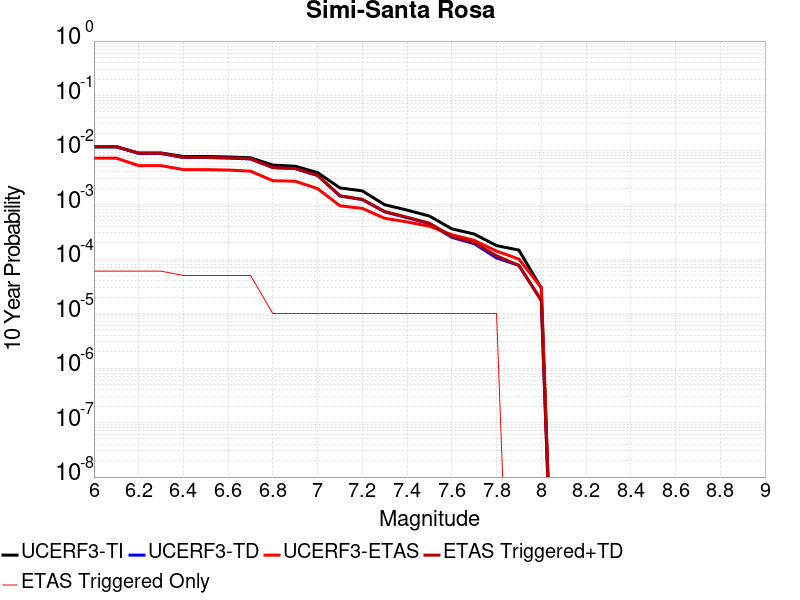 Simi-Santa Rosa
10 0
10 -1
10 -2
10 -3
10 -4
10 -5
10 -6
10 -7
10 -8
10 Year Probability
6 6.2 6.4 6.6 6.8 7 7.2 7.4 7.6 7.8 8 8.2 8.4 8.6 8.8 9
Magnitude
UCERF3-TI UCERF3-TD UCERF3-ETAS ETAS Triggered+TD
ETAS Triggered Only